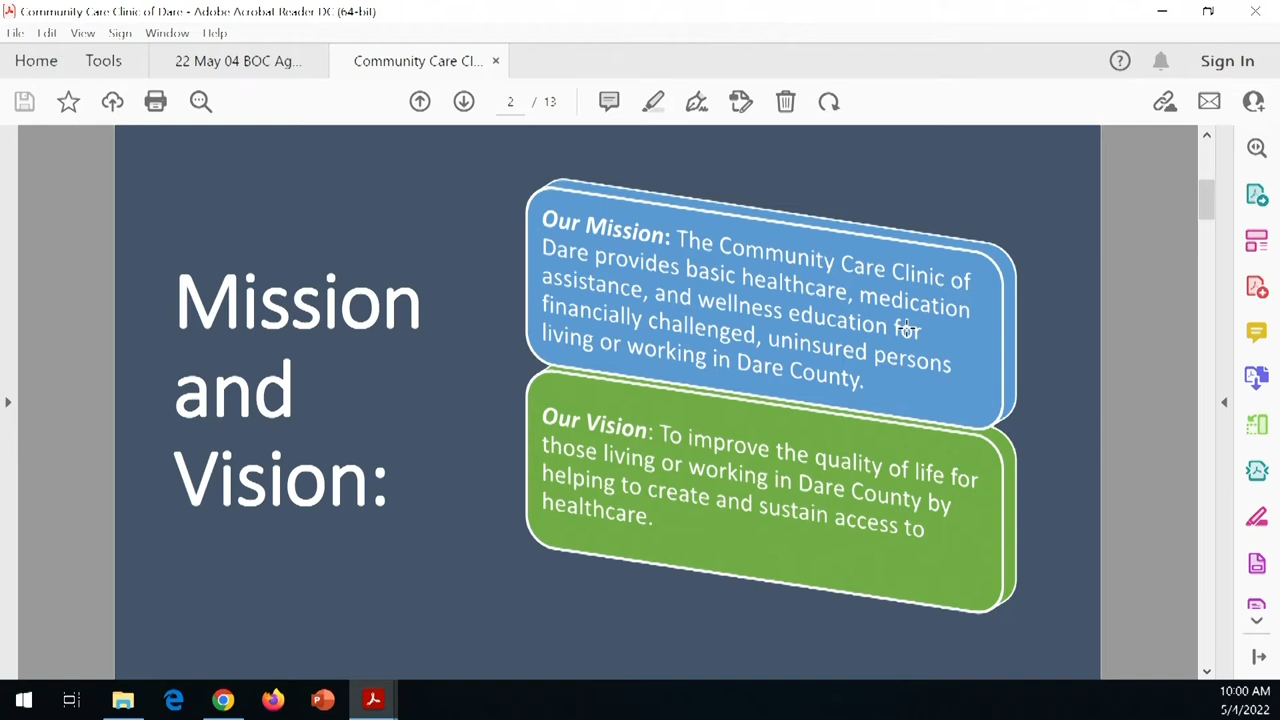 Community Care Clinic of Dare - Adobe Acrobat Reader DC (64-bit)
File Edit View Sign Window Help
Home Tools 22 May 04 BOC Ag... Community Care Cl... ×
Sign In
2 / 13
Mission
and
Vision:
Our Mission: The Community Care Clinic of
Dare provides basic healthcare, medication
assistance, and wellness education for
financially challenged, uninsured persons
living or working in Dare County.
Our Vision: To improve the quality of life for
those living or working in Dare County by
helping to create and sustain access to
healthcare.
10:00 AM
5/4/2022